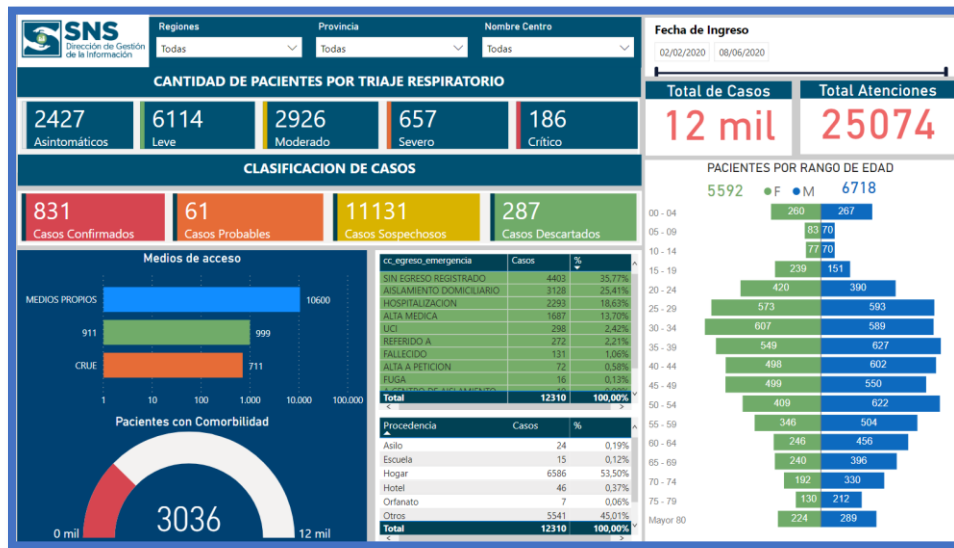 SNS
Dirección de Gestión
de la Información
Regiones
Todas
Provincia
Todas
Nombre Centro
Todas
Fecha de Ingreso
02/02/2020 08/06/2020
CANTIDAD DE PACIENTES POR TRIAJE RESPIRATORIO
2427
Asintomáticos
6114
Leve
2926
Moderado
657
Severo
186
Crítico
Total de Casos
12 mil
Total Atenciones
25074
CLASIFICACION DE CASOS
831
Casos Confirmados
61
Casos Probables
11131
Casos Sospechosos
287
Casos Descartados
Medios de acceso
MEDIOS PROPIOS 10600
911 999
CRUE 711
1 10 100 1.000 10.000 100.000
Pacientes con Comorbilidad
3036
0 mil 12 mil
cc_egreso_emergencia Casos %
SIN EGRESO REGISTRADO 4403 35,77%
AISLAMIENTO DOMICILIARIO 3128 25,41%
HOSPITALIZACION 2293 18,63%
ALTA MEDICA 1687 13,70%
UCI 298 2,42%
REFERIDO A 272 2,21%
FALLECIDO 131 1,06%
ALTA A PETICION 72 0,58%
FUGA 16 0,13%
Total 12310 100,00%
Procedencia Casos %
Asilo 24 0,19%
Escuela 15 0,12%
Hogar 6586 53,50%
Hotel 46 0,37%
Orfanato 7 0,06%
Otros 5541 45,01%
Total 12310 100,00%
PACIENTES POR RANGO DE EDAD
5592 F M 6718
00 - 04 260 267
05 - 09 83 70
10 - 14 77 70
15 - 19 239 151
20 - 24 420 390
25 - 29 573 593
30 - 34 607 589
35 - 39 549 627
40 - 44 498 602
45 - 49 499 550
50 - 54 409 622
55 - 59 346 504
60 - 64 246 456
65 - 69 240 396
70 - 74 192 330
75 - 79 130 212
Mayor 80 224 289